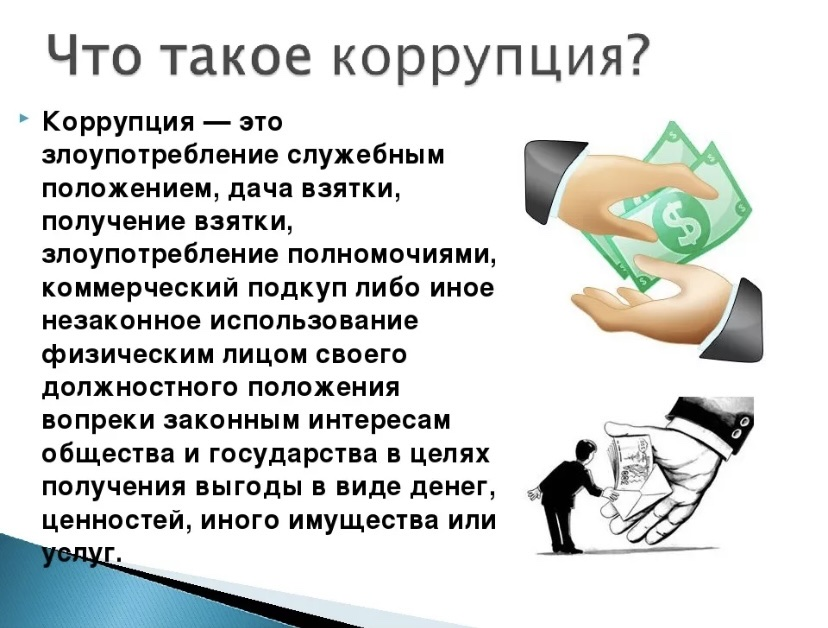 Что такое коррупция?
Коррупция — это
злоупотребление служебным
положением, дача взятки,
получение взятки,
злоупотребление полномочиями,
коммерческий подкуп либо иное
незаконное использование
физическим лицом своего
должностного положения
вопреки законным интересам
общества и государства в целях
получения выгоды в виде денег,
ценностей, иного имущества или
услуг.